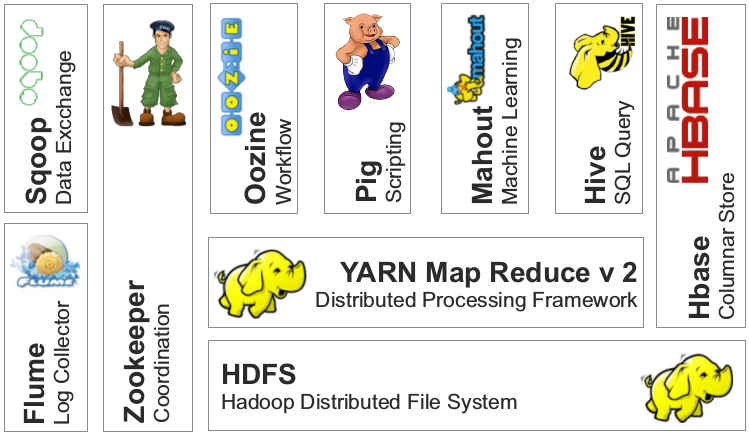 Sqoop
Data Excchange
Flume
Log Collector
FLUME
ZOO
Zookeeper
Coordination
OOZIE
Oozine
Workflow
Pig
Scripting
mahout
Mahout
Machine Learning
HIVE
Hive
SQL Query
APACHE
HBASE
Hbase
Columnar Store
YARN Map Reduce v 2
Distributed Processing Framework
HDFS
Hadoop Distributed File System